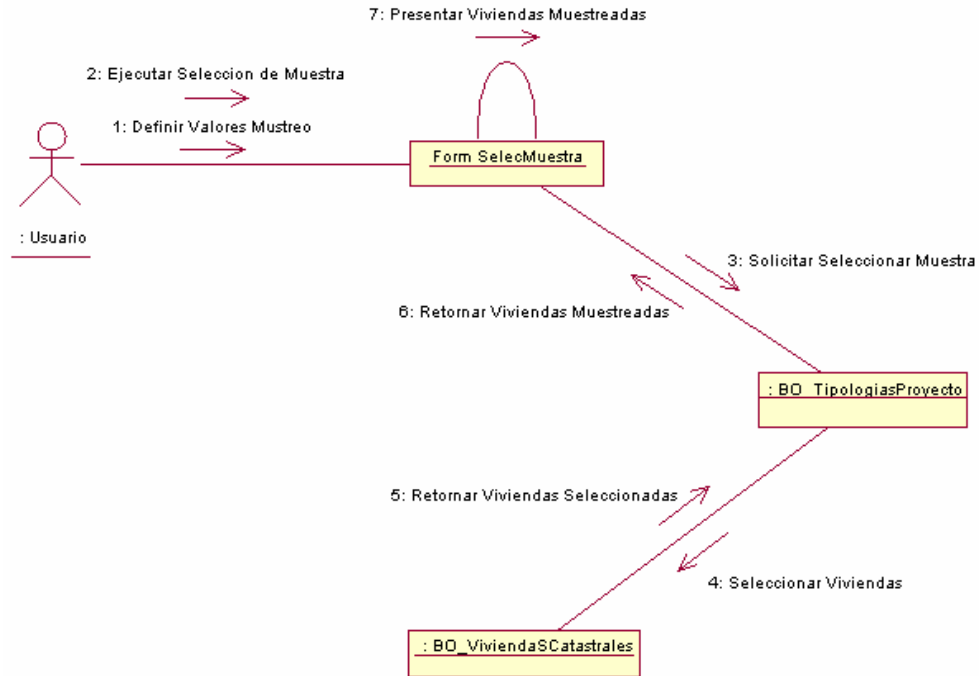 7: Presentar Viviendas Muestreadas
2: Ejecutar Seleccion de Muestra
1: Definir Valores Mustreo
Form SelecMuestra
: Usuario
3: Solicitar Seleccionar Muestra
6: Retornar Viviendas Muestreadas
: BO_TipologiasProyecto
5: Retornar Viviendas Seleccionadas
4: Seleccionar Viviendas
: BO_ViviendaSCatastrales